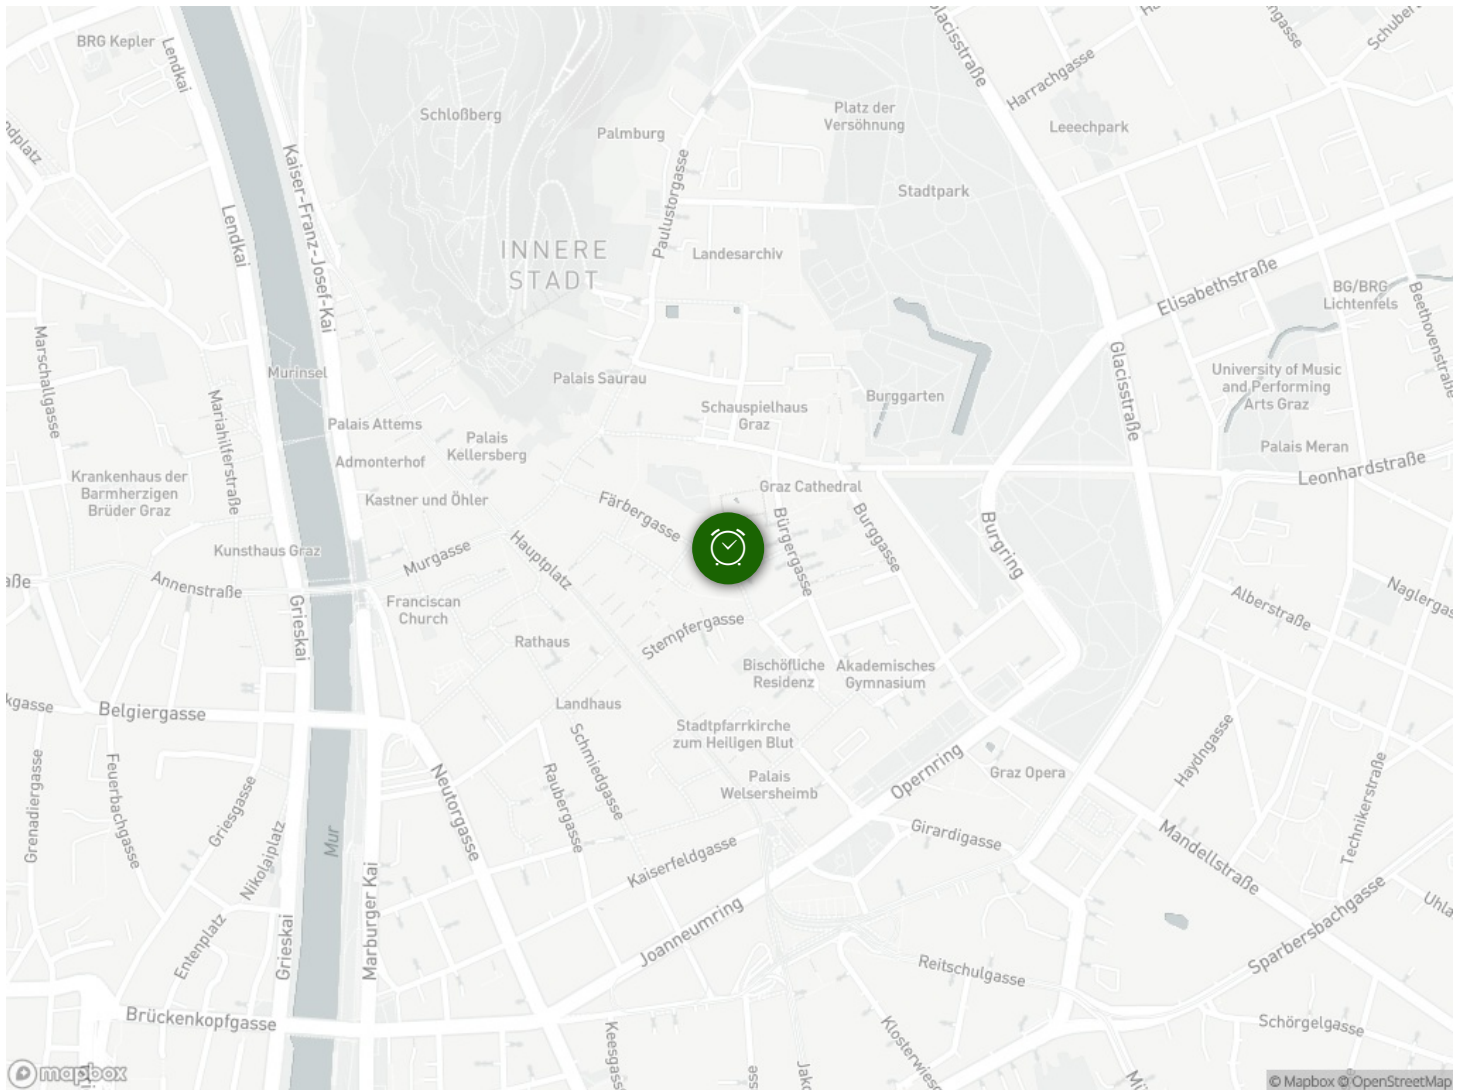 BRG Kepler
Lendkai
Schloßberg
Palmburg
Platz der
Versöhnung
Glacisstraße
Harrachgasse
Leeechpark
Kaiser-Franz-Josef-Kai
Paulustorgasse
Stadtpark
Lendkai
INNERE
STADT
Landesarchiv
Elisabethstraße
BG/BRG
Lichtenfels
Beethovenstraße
Marschallgasse
Murinsel
Mariahilferstraße
Palais Saurau
Palais Attems
Palais
Kellersberg
Admonterhof
Kastner und Öhler
Schauspielhaus
Graz
Burggarten
Glacisstraße
University of Music
and Performing
Arts Graz
Palais Meran
Leonhardstraße
Krankenhaus der
Barmherzigen
Brüder Graz
Färbergasse
Graz Cathedral
Bürgergasse
Burggasse
Burgring
Kunsthaus Graz
Murgasse
Hauptplatz
Annenstraße
Grieskai
Franciscan
Church
Rathaus
Stempfergasse
Alberstraße
Bischöfliche
Residenz
Akademisches
Gymnasium
Belgiergasse
Landhaus
Stadtpfarrkirche
zum Heiligen Blut
Schmiedgasse
Raubergasse
Neutorgasse
Palais
Welsersheimb
Opernring
Graz Opera
Haydngasse
Technikerstraße
Grenadiergasse
Feuerbachgasse
Griesgasse
Nikolaiplatz
Mur
Marburger Kai
Kaiserfeldgasse
Girardigasse
Mandellstraße
Entenplatz
Grieskai
Joanneumring
Reitschulgasse
Sparbersbachgasse
Brückenkopfgasse
Schörgelgasse
mapbox
© Mapbox © OpenStreetMap